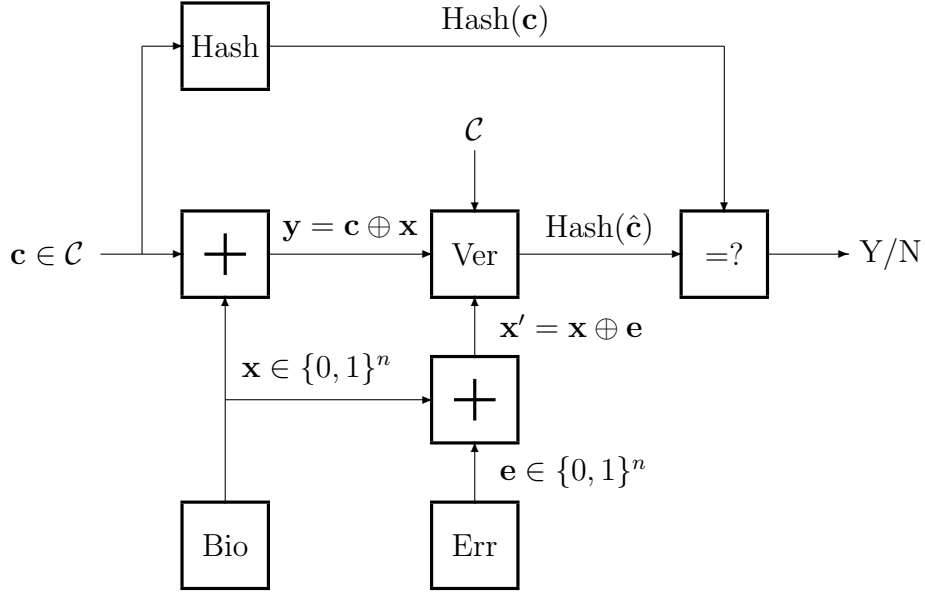 Hash(𝐜)
Hash
𝒞
𝐲 = 𝐜 ⊕ 𝐱
Hash(𝐜̂)
𝐜 ∈ 𝒞
+
Ver
=?
Y/N
𝐱′ = 𝐱 ⊕ 𝐞
𝐱 ∈ {0, 1}ⁿ
+
𝐞 ∈ {0, 1}ⁿ
Bio
Err